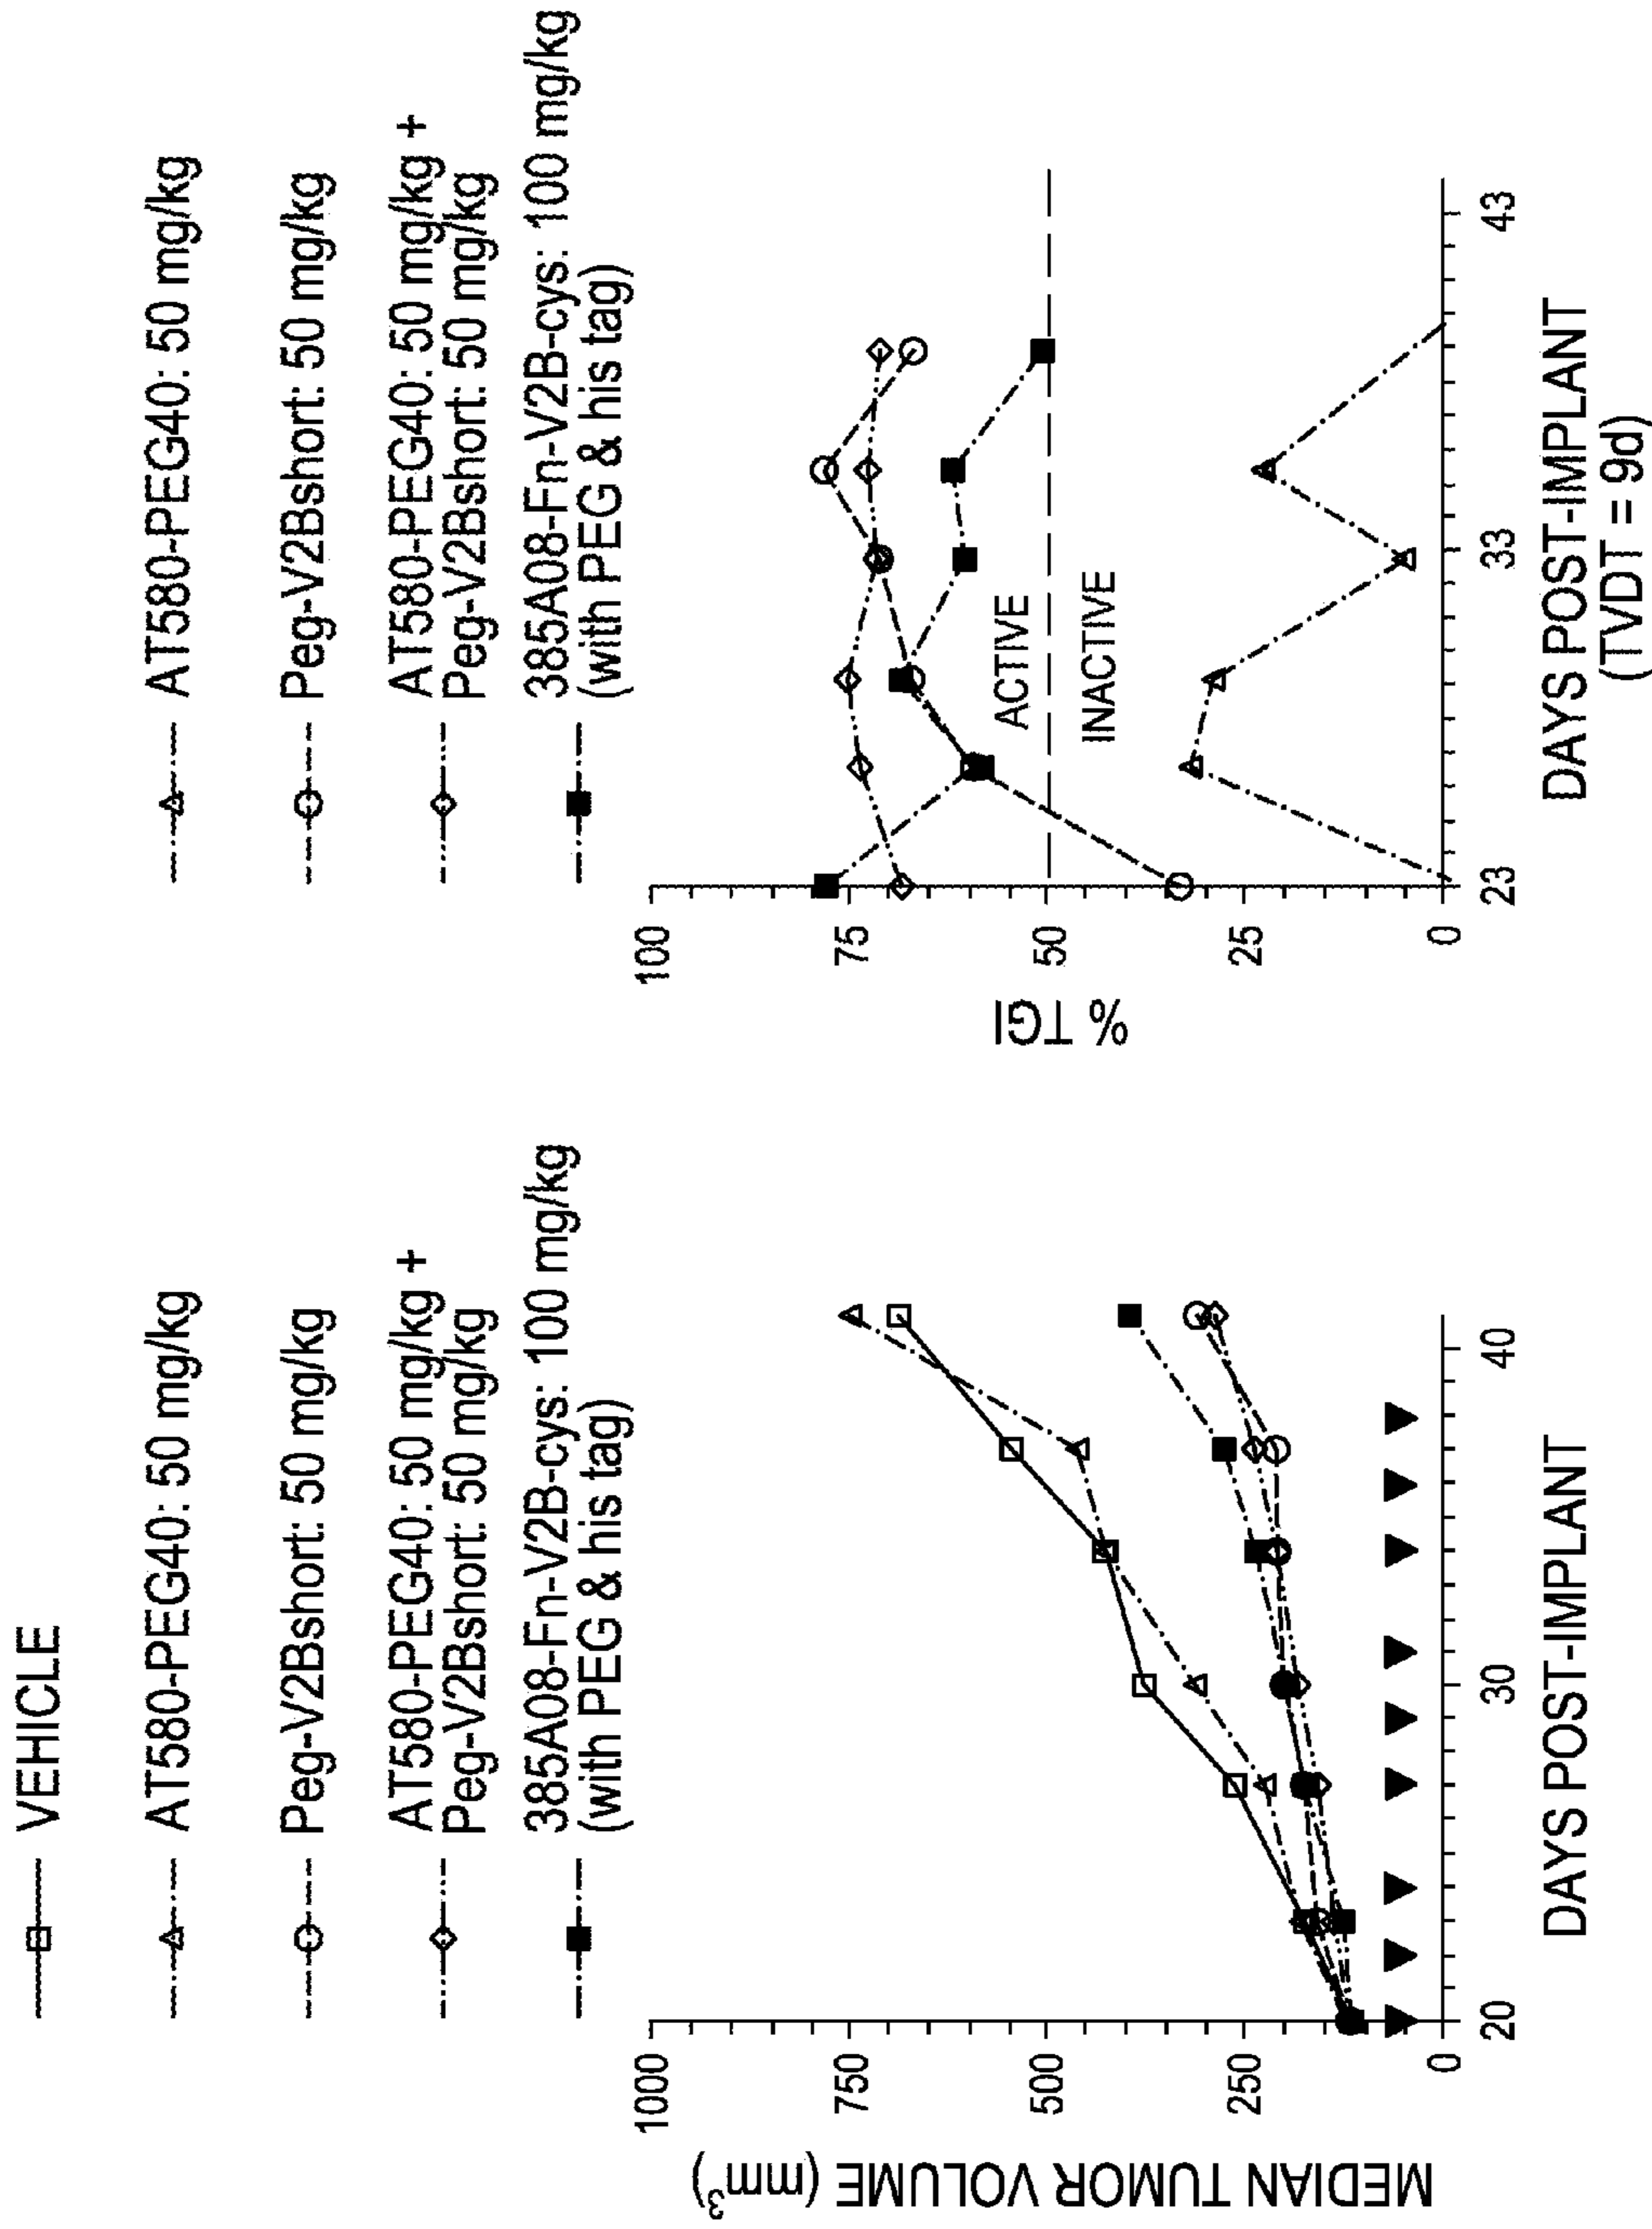 VEHICLE
AT580-PEG40: 50 mg/kg
Peg-V2Bshort: 50 mg/kg
AT580-PEG40: 50 mg/kg +
Peg-V2Bshort: 50 mg/kg
385A08-Fn-V2B-cys: 100 mg/kg
(with PEG & his tag)
MEDIAN TUMOR VOLUME (mm³)
1000
750
500
250
0
20
30
40
DAYS POST-IMPLANT
AT580-PEG40: 50 mg/kg
Peg-V2Bshort: 50 mg/kg
AT580-PEG40: 50 mg/kg +
Peg-V2Bshort: 50 mg/kg
385A08-Fn-V2B-cys: 100 mg/kg
(with PEG & his tag)
% TGI
100
75
50
25
0
ACTIVE
INACTIVE
23
33
43
DAYS POST-IMPLANT
(TVDT = 9d)